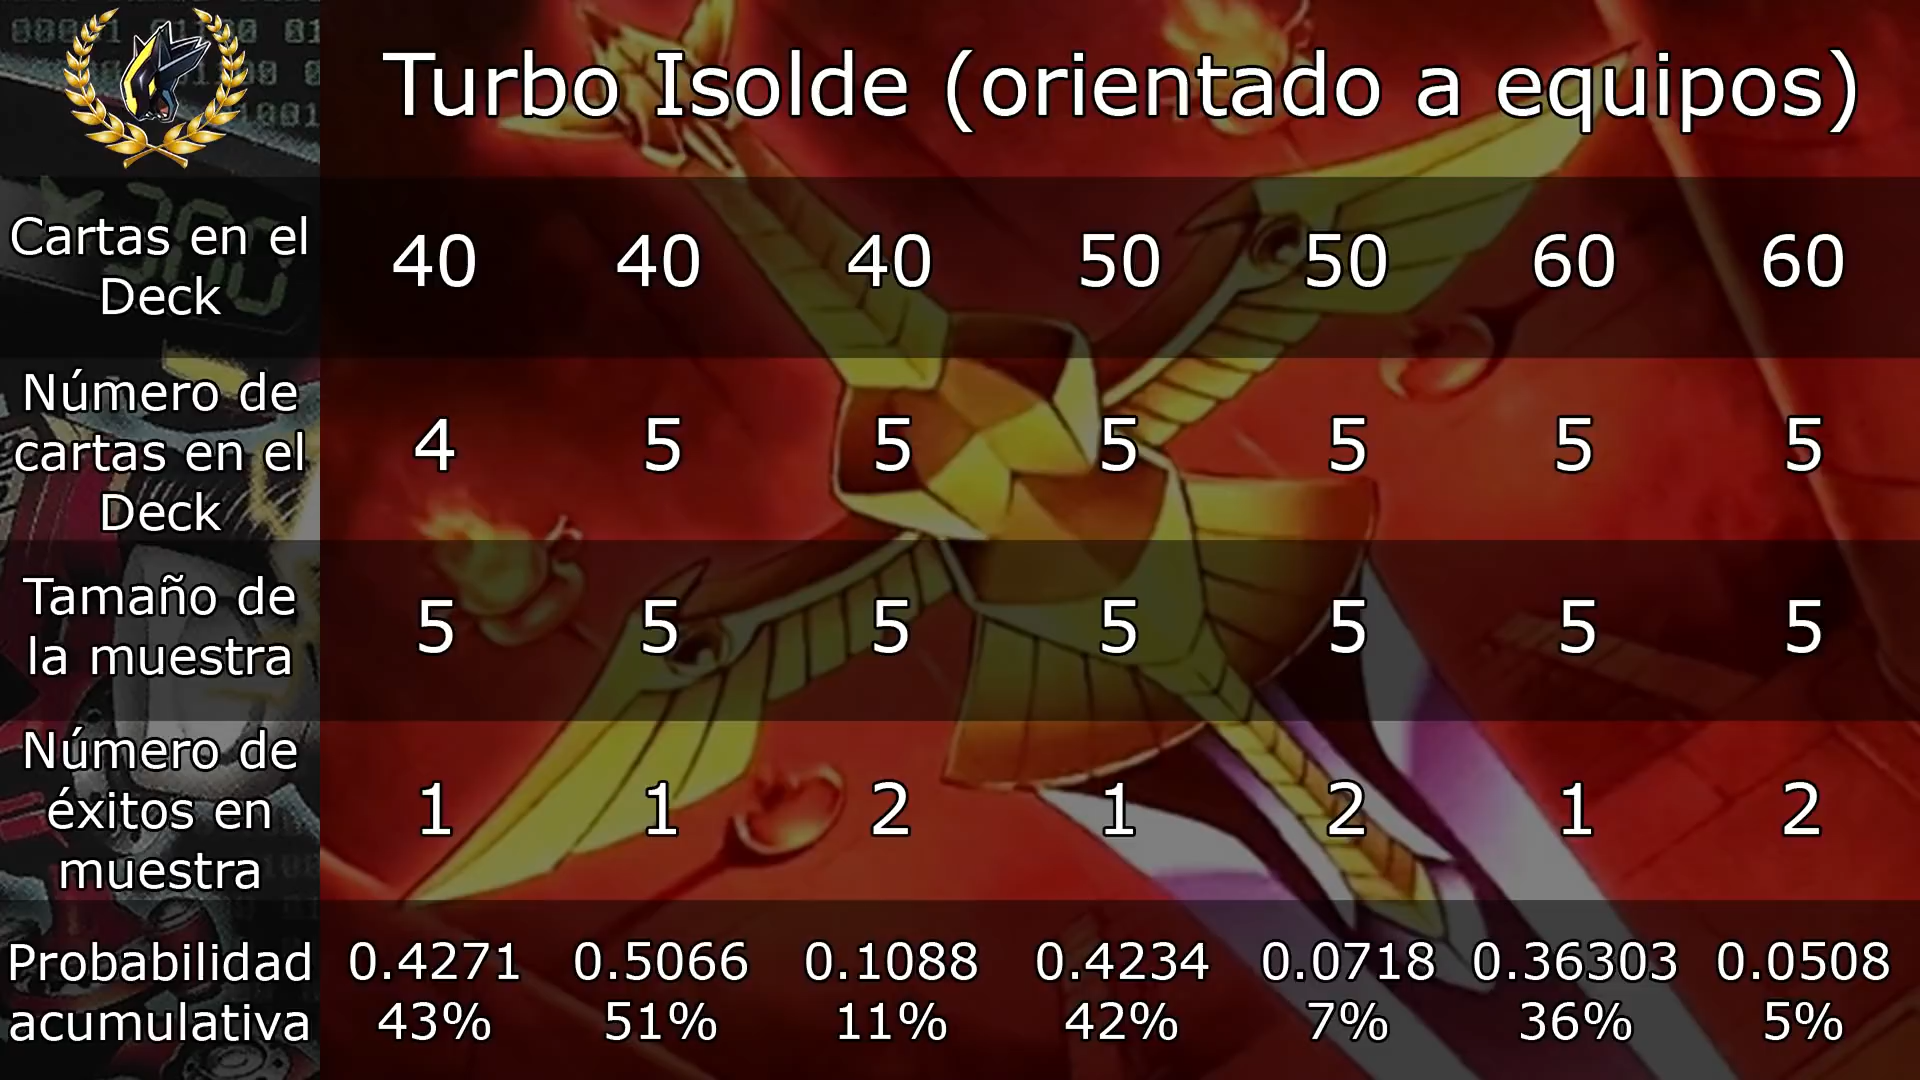 Turbo Isolde (orientado a equipos)
Cartas en el
Deck
40 40 40 50 50 60 60
Número de
cartas en el
Deck
4 5 5 5 5 5 5
Tamaño de
la muestra
5 5 5 5 5 5 5
Número de
éxitos en
muestra
1 1 2 1 2 1 2
Probabilidad
acumulativa
0.4271 0.5066 0.1088 0.4234 0.0718 0.36303 0.0508
43% 51% 11% 42% 7% 36% 5%